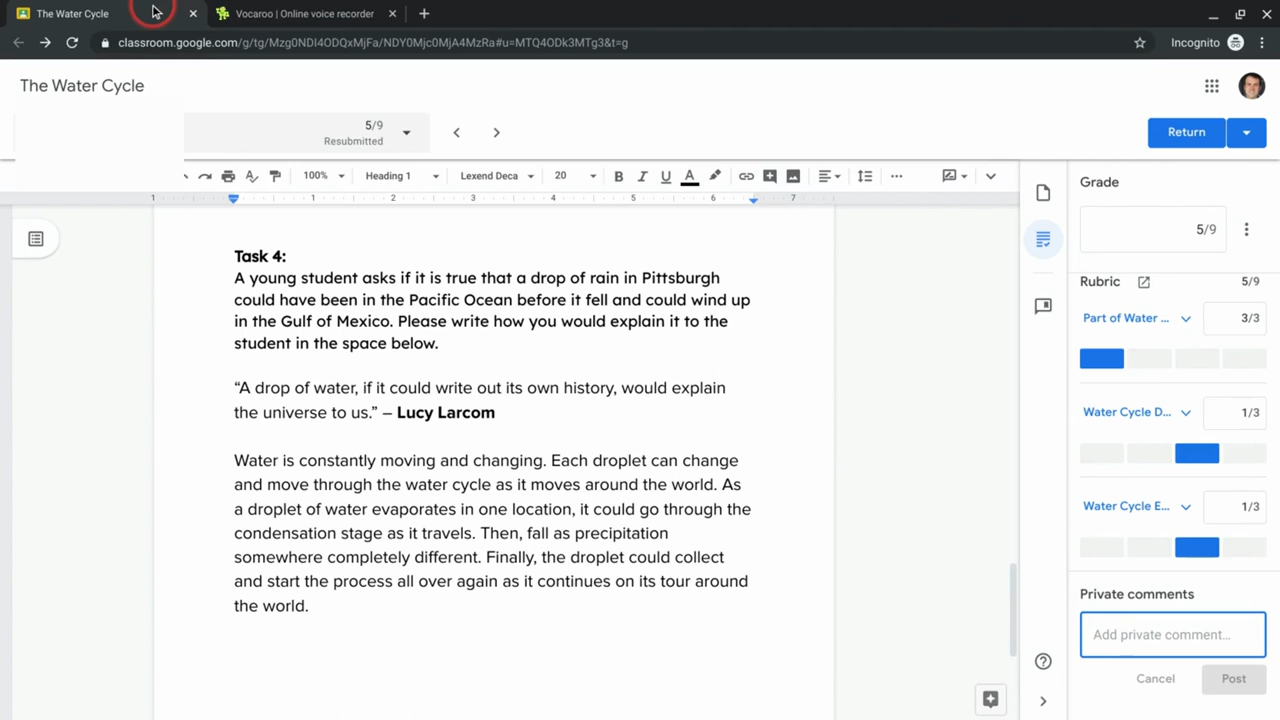 The Water Cycle
Vocaroo | Online voice recorder
classroom.google.com/g/tg/Mzg0NDI4ODQxMjFa/NDY0Mjc0MjA4MzRa#u=MTQ4ODk3MTg3&t=g
Incognito
The Water Cycle
5/9
Resubmitted
Return
100%
Heading 1
Lexend Deca
20
B I U A
1 1 2 3 4 5 6 7
Task 4:
A young student asks if it is true that a drop of rain in Pittsburgh
could have been in the Pacific Ocean before it fell and could wind up
in the Gulf of Mexico. Please write how you would explain it to the
student in the space below.
“A drop of water, if it could write out its own history, would explain
the universe to us.” – Lucy Larcom
Water is constantly moving and changing. Each droplet can change
and move through the water cycle as it moves around the world. As
a droplet of water evaporates in one location, it could go through the
condensation stage as it travels. Then, fall as precipitation
somewhere completely different. Finally, the droplet could collect
and start the process all over again as it continues on its tour around
the world.
Grade
5/9
Rubric 5/9
Part of Water ... 3/3
Water Cycle D... 1/3
Water Cycle E... 1/3
Private comments
Add private comment...
Cancel Post